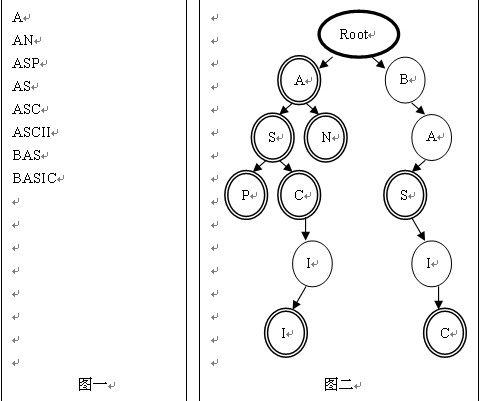 A
AN
ASP
AS
ASC
ASCII
BAS
BASIC
图一
Root
A B
S N A
P C S
I I
I C
图二